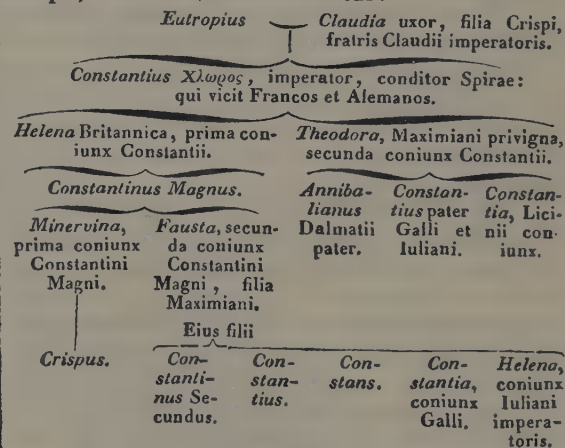 Eutropius
Claudia uxor, filia Crispi,
fratris Claudii imperatoris.
Constantius Χλωρος, imperator, conditor Spirae:
qui vicit Francos et Alemanos.
Helena Britannica, prima con-
iunx Constantii.
Theodora, Maximiani privigna,
secunda coniunx Constantii.
Constantinus Magnus.
Anniba-
lianus
Dalmatii
pater.
Constan-
tius pater
Galli et
Iuliani.
Constan-
tia, Lici-
nii con-
iunx.
Minervina,
prima coniunx
Constantini
Magni.
Fausta, secun-
da coniunx
Constantini
Magni, filia
Maximiani.
Eius filii
Crispus.
Con-
stanti-
nus Se-
cundus.
Con-
stan-
tius.
Con-
stans.
Con-
stantia,
coniunx
Galli.
Helena,
coniunx
Iuliani
impera-
toris.